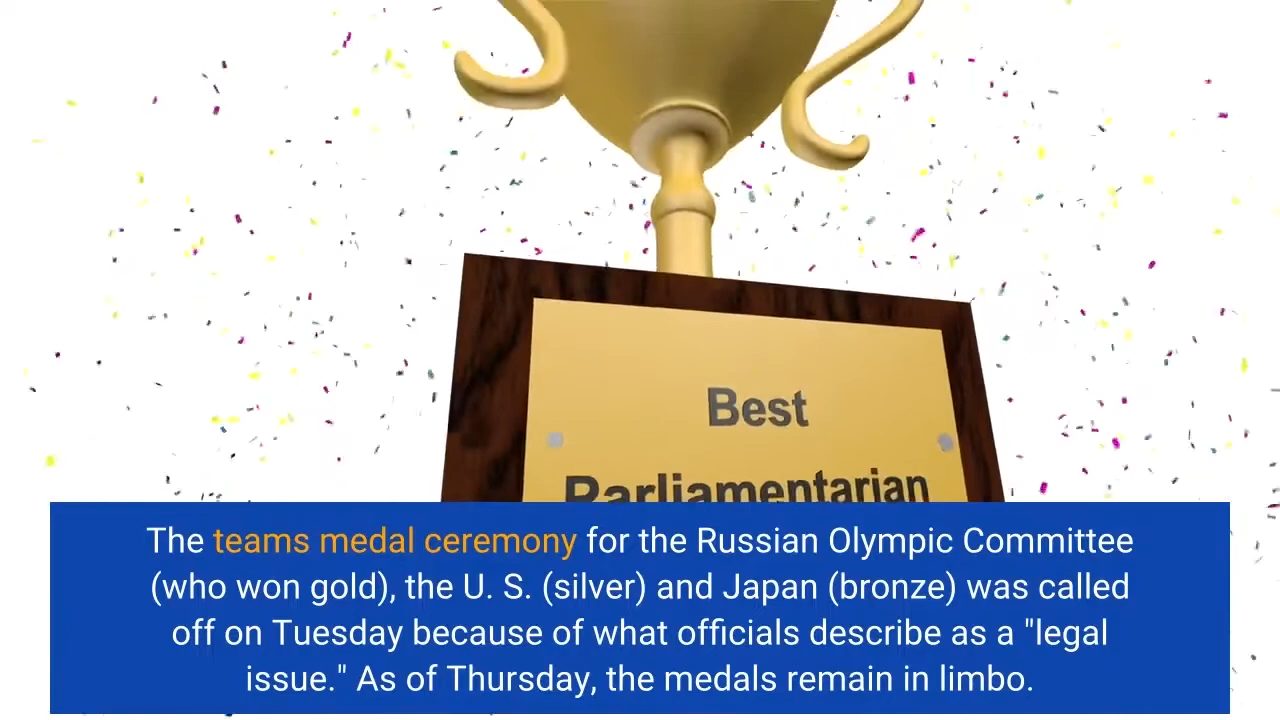 Best
Parliamentarian
The teams medal ceremony for the Russian Olympic Committee
(who won gold), the U. S. (silver) and Japan (bronze) was called
off on Tuesday because of what officials describe as a "legal
issue." As of Thursday, the medals remain in limbo.